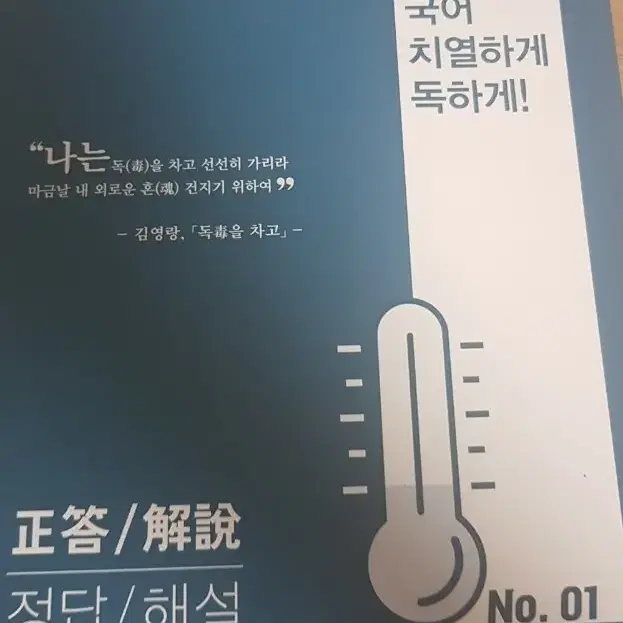 국어
치열하게
독하게!
“나는 독(毒)을 차고 선선히 가리라
마금날 내 외로운 혼(魂) 건지기 위하여”
– 김영랑, 「독毒을 차고」 –
正答/解說
정답/해설
No. 01